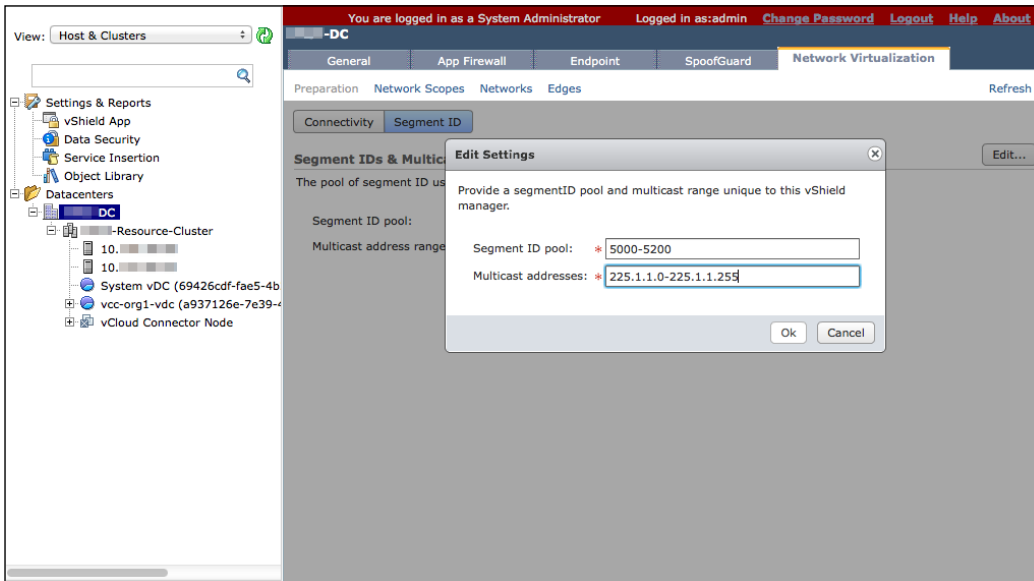 You are logged in as a System Administrator Logged in as:admin Change Password Logout Help About
View: Host & Clusters
-DC
General App Firewall Endpoint SpoofGuard Network Virtualization
Preparation Network Scopes Networks Edges Refresh
Settings & Reports
vShield App
Data Security
Service Insertion
Object Library
Datacenters
DC
-Resource-Cluster
10.
10.
System vDC (69426cdf-fae5-4b
vcc-org1-vdc (a937126e-7e39-4
vCloud Connector Node
Connectivity Segment ID
Segment IDs & Multica
Edit...
The pool of segment ID us
Segment ID pool:
Multicast address range
Edit Settings
Provide a segmentID pool and multicast range unique to this vShield
manager.
Segment ID pool: * 5000-5200
Multicast addresses: * 225.1.1.0-225.1.1.255
Ok Cancel